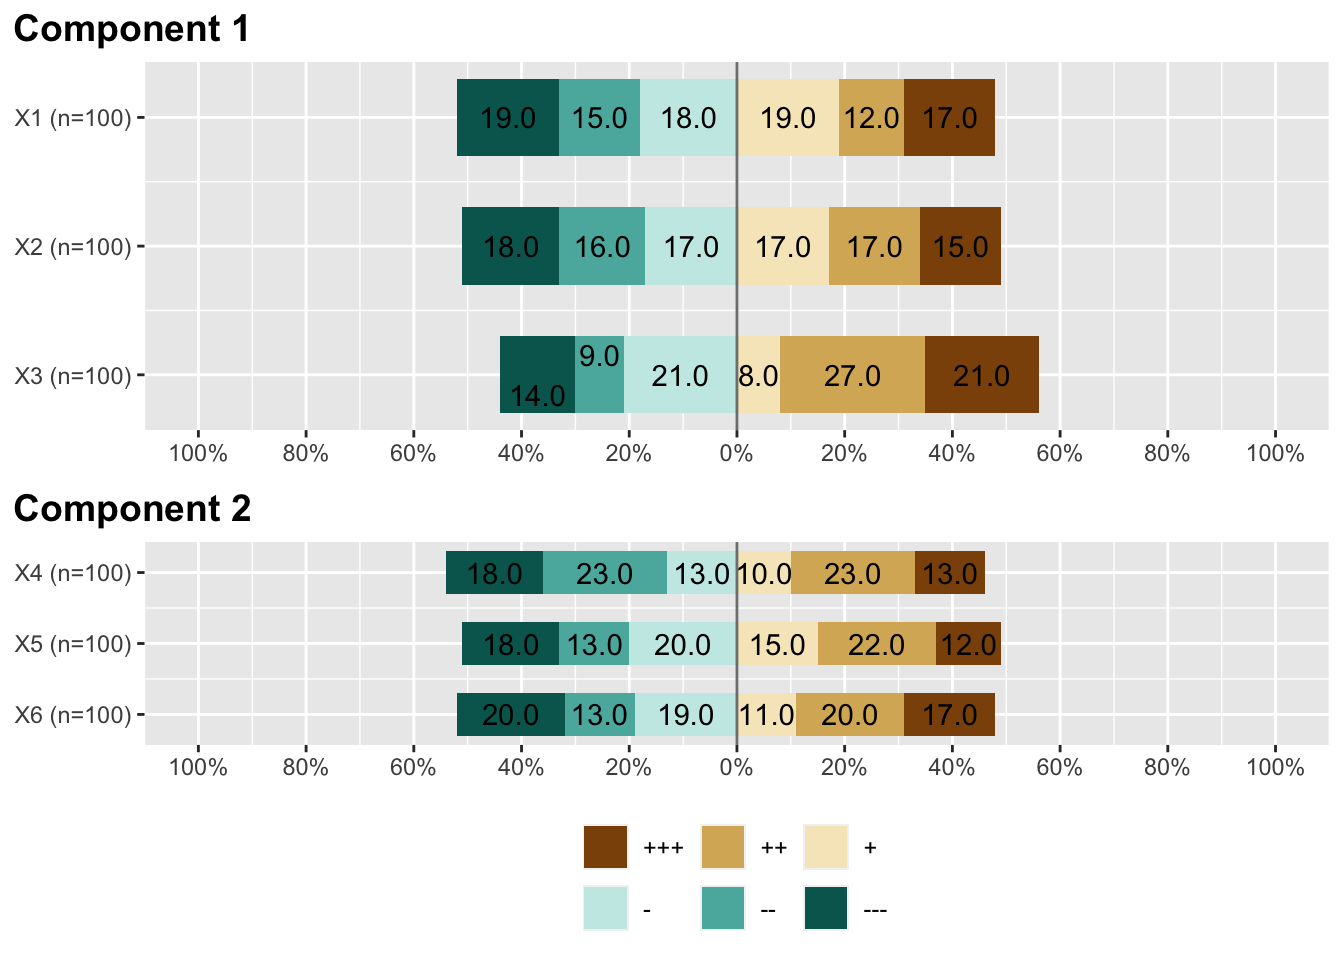 Component 1
X1 (n=100) 19.0 15.0 18.0 19.0 12.0 17.0
X2 (n=100) 18.0 16.0 17.0 17.0 17.0 15.0
X3 (n=100) 14.0 9.0 21.0 8.0 27.0 21.0
100% 80% 60% 40% 20% 0% 20% 40% 60% 80% 100%
Component 2
X4 (n=100) 18.0 23.0 13.0 10.0 23.0 13.0
X5 (n=100) 18.0 13.0 20.0 15.0 22.0 12.0
X6 (n=100) 20.0 13.0 19.0 11.0 20.0 17.0
100% 80% 60% 40% 20% 0% 20% 40% 60% 80% 100%
+++ ++ +
- -- ---